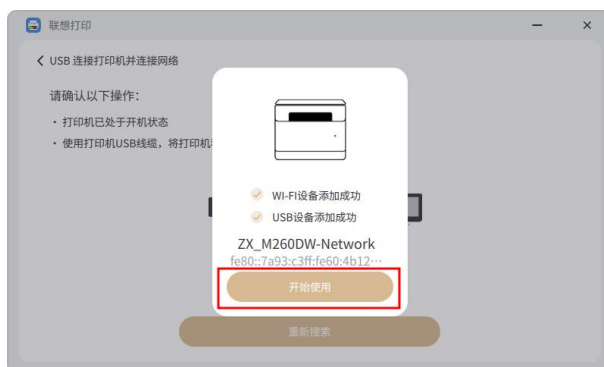 联想打印
USB 连接打印机并连接网络
请确认以下操作：
· 打印机已处于开机状态
· 使用打印机USB线缆，将打印机
WI-FI设备添加成功
USB设备添加成功
ZX_M260DW-Network
fe80::7a93:c3ff:fe60:4b12···
开始使用
重新搜索